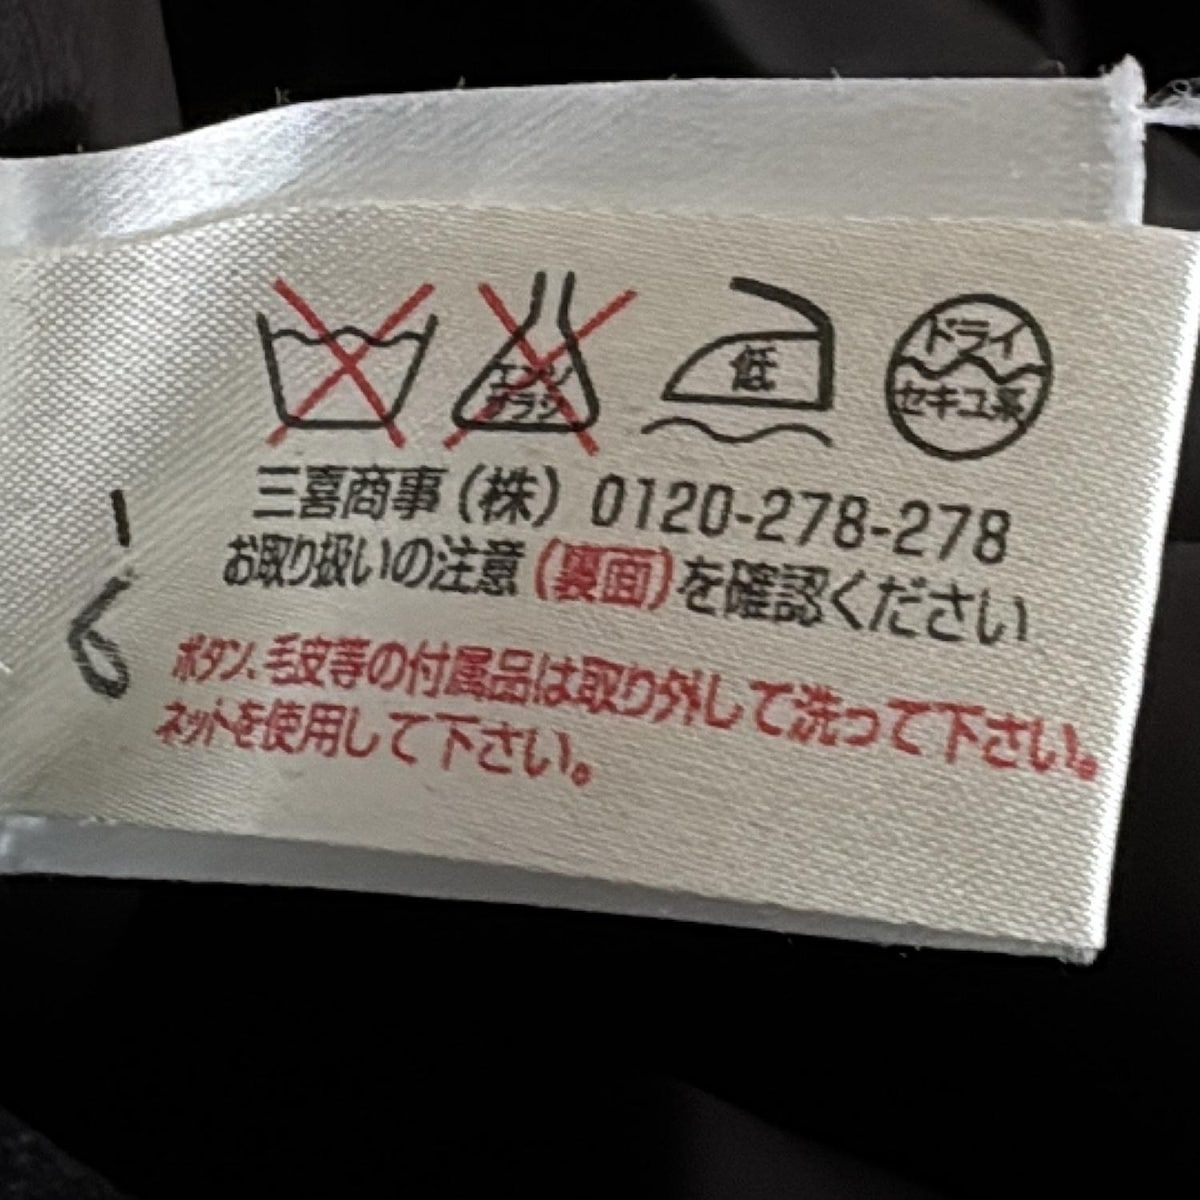 エンソ
サラシ
低
ドライ
セキユ系
三喜商事(株) 0120-278-278
お取り扱いの注意(裏面)を確認ください
ボタン、毛皮等の付属品は取り外して洗って下さい。
ネットを使用して下さい。